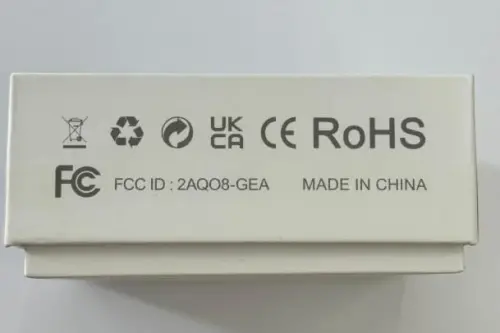 UK CA CE RoHS
FC FCC ID : 2AQO8-GEA MADE IN CHINA